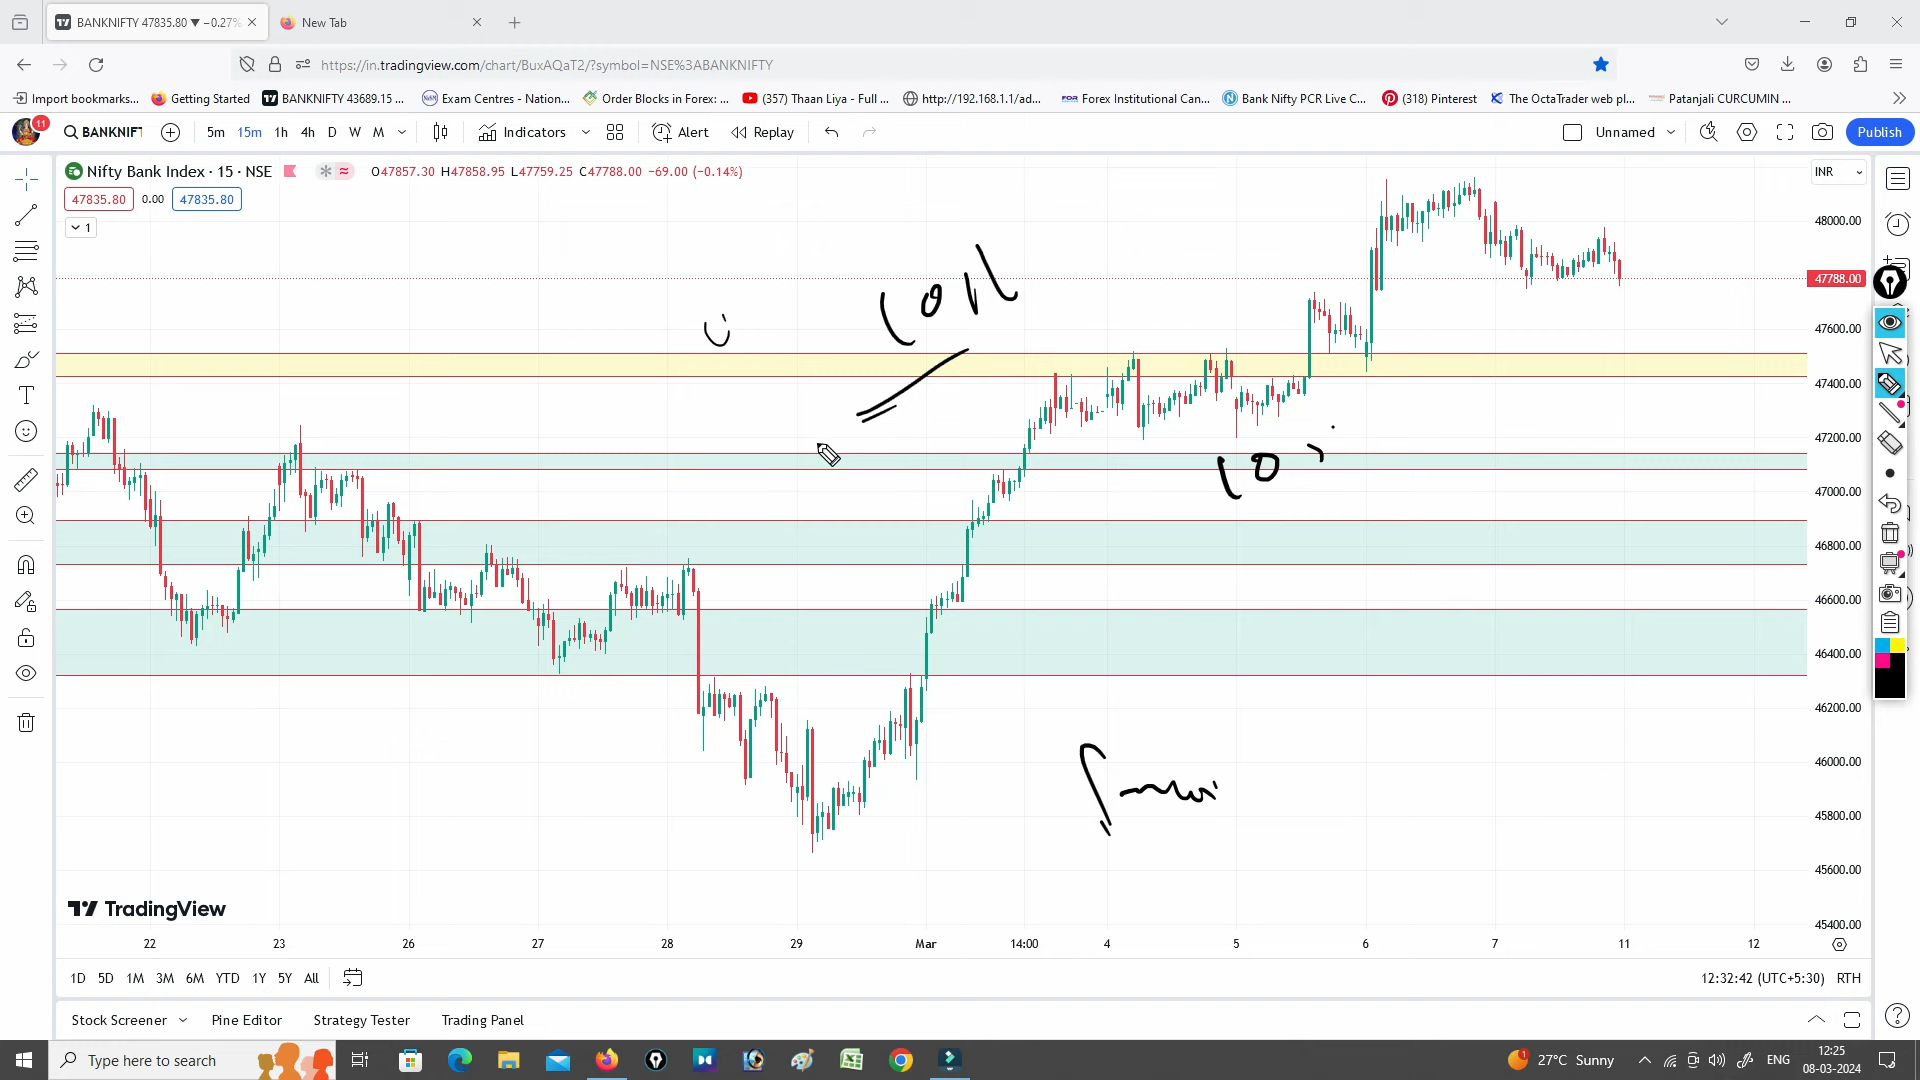 BANKNIFTY 47835.80 ▼ −0.27%
New Tab
https://in.tradingview.com/chart/BuxAQaT2/?symbol=NSE%3ABANKNIFTY
Import bookmarks... Getting Started BANKNIFTY 43689.15 ... Exam Centres - Nation... Order Blocks in Forex: ... (357) Thaan Liya - Full ... http://192.168.1.1/ad... Forex Institutional Can... Bank Nifty PCR Live C... (318) Pinterest The OctaTrader web pl... Patanjali CURCUMIN ...
11 BANKNIFT 5m 15m 1h 4h D W M Indicators Alert Replay Unnamed Publish
Nifty Bank Index · 15 · NSE O47857.30 H47858.95 L47759.25 C47788.00 −69.00 (−0.14%) INR
47835.80 0.00 47835.80
1
48000.00
47788.00
47600.00
47400.00
47200.00
47000.00
46800.00
46600.00
46400.00
46200.00
46000.00
45800.00
45600.00
45400.00
TradingView
22 23 26 27 28 29 Mar 14:00 4 5 6 7 11 12
1D 5D 1M 3M 6M YTD 1Y 5Y All 12:32:42 (UTC+5:30) RTH
Stock Screener Pine Editor Strategy Tester Trading Panel
Type here to search 27°C Sunny ENG 12:25
08-03-2024